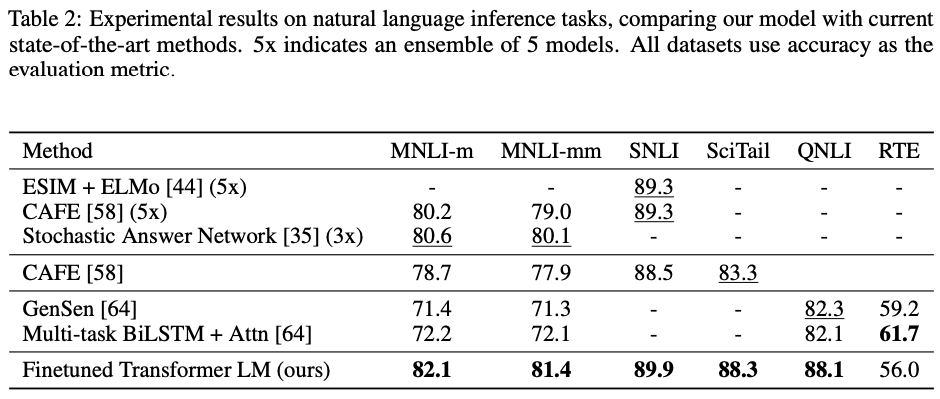 Table 2: Experimental results on natural language inference tasks, comparing our model with current
state-of-the-art methods. 5x indicates an ensemble of 5 models. All datasets use accuracy as the
evaluation metric.
Method MNLI-m MNLI-mm SNLI SciTail QNLI RTE
ESIM + ELMo [44] (5x) - - 89.3 - - -
CAFE [58] (5x) 80.2 79.0 89.3 - - -
Stochastic Answer Network [35] (3x) 80.6 80.1 - - - -
CAFE [58] 78.7 77.9 88.5 83.3
GenSen [64] 71.4 71.3 - - 82.3 59.2
Multi-task BiLSTM + Attn [64] 72.2 72.1 - - 82.1 61.7
Finetuned Transformer LM (ours) 82.1 81.4 89.9 88.3 88.1 56.0